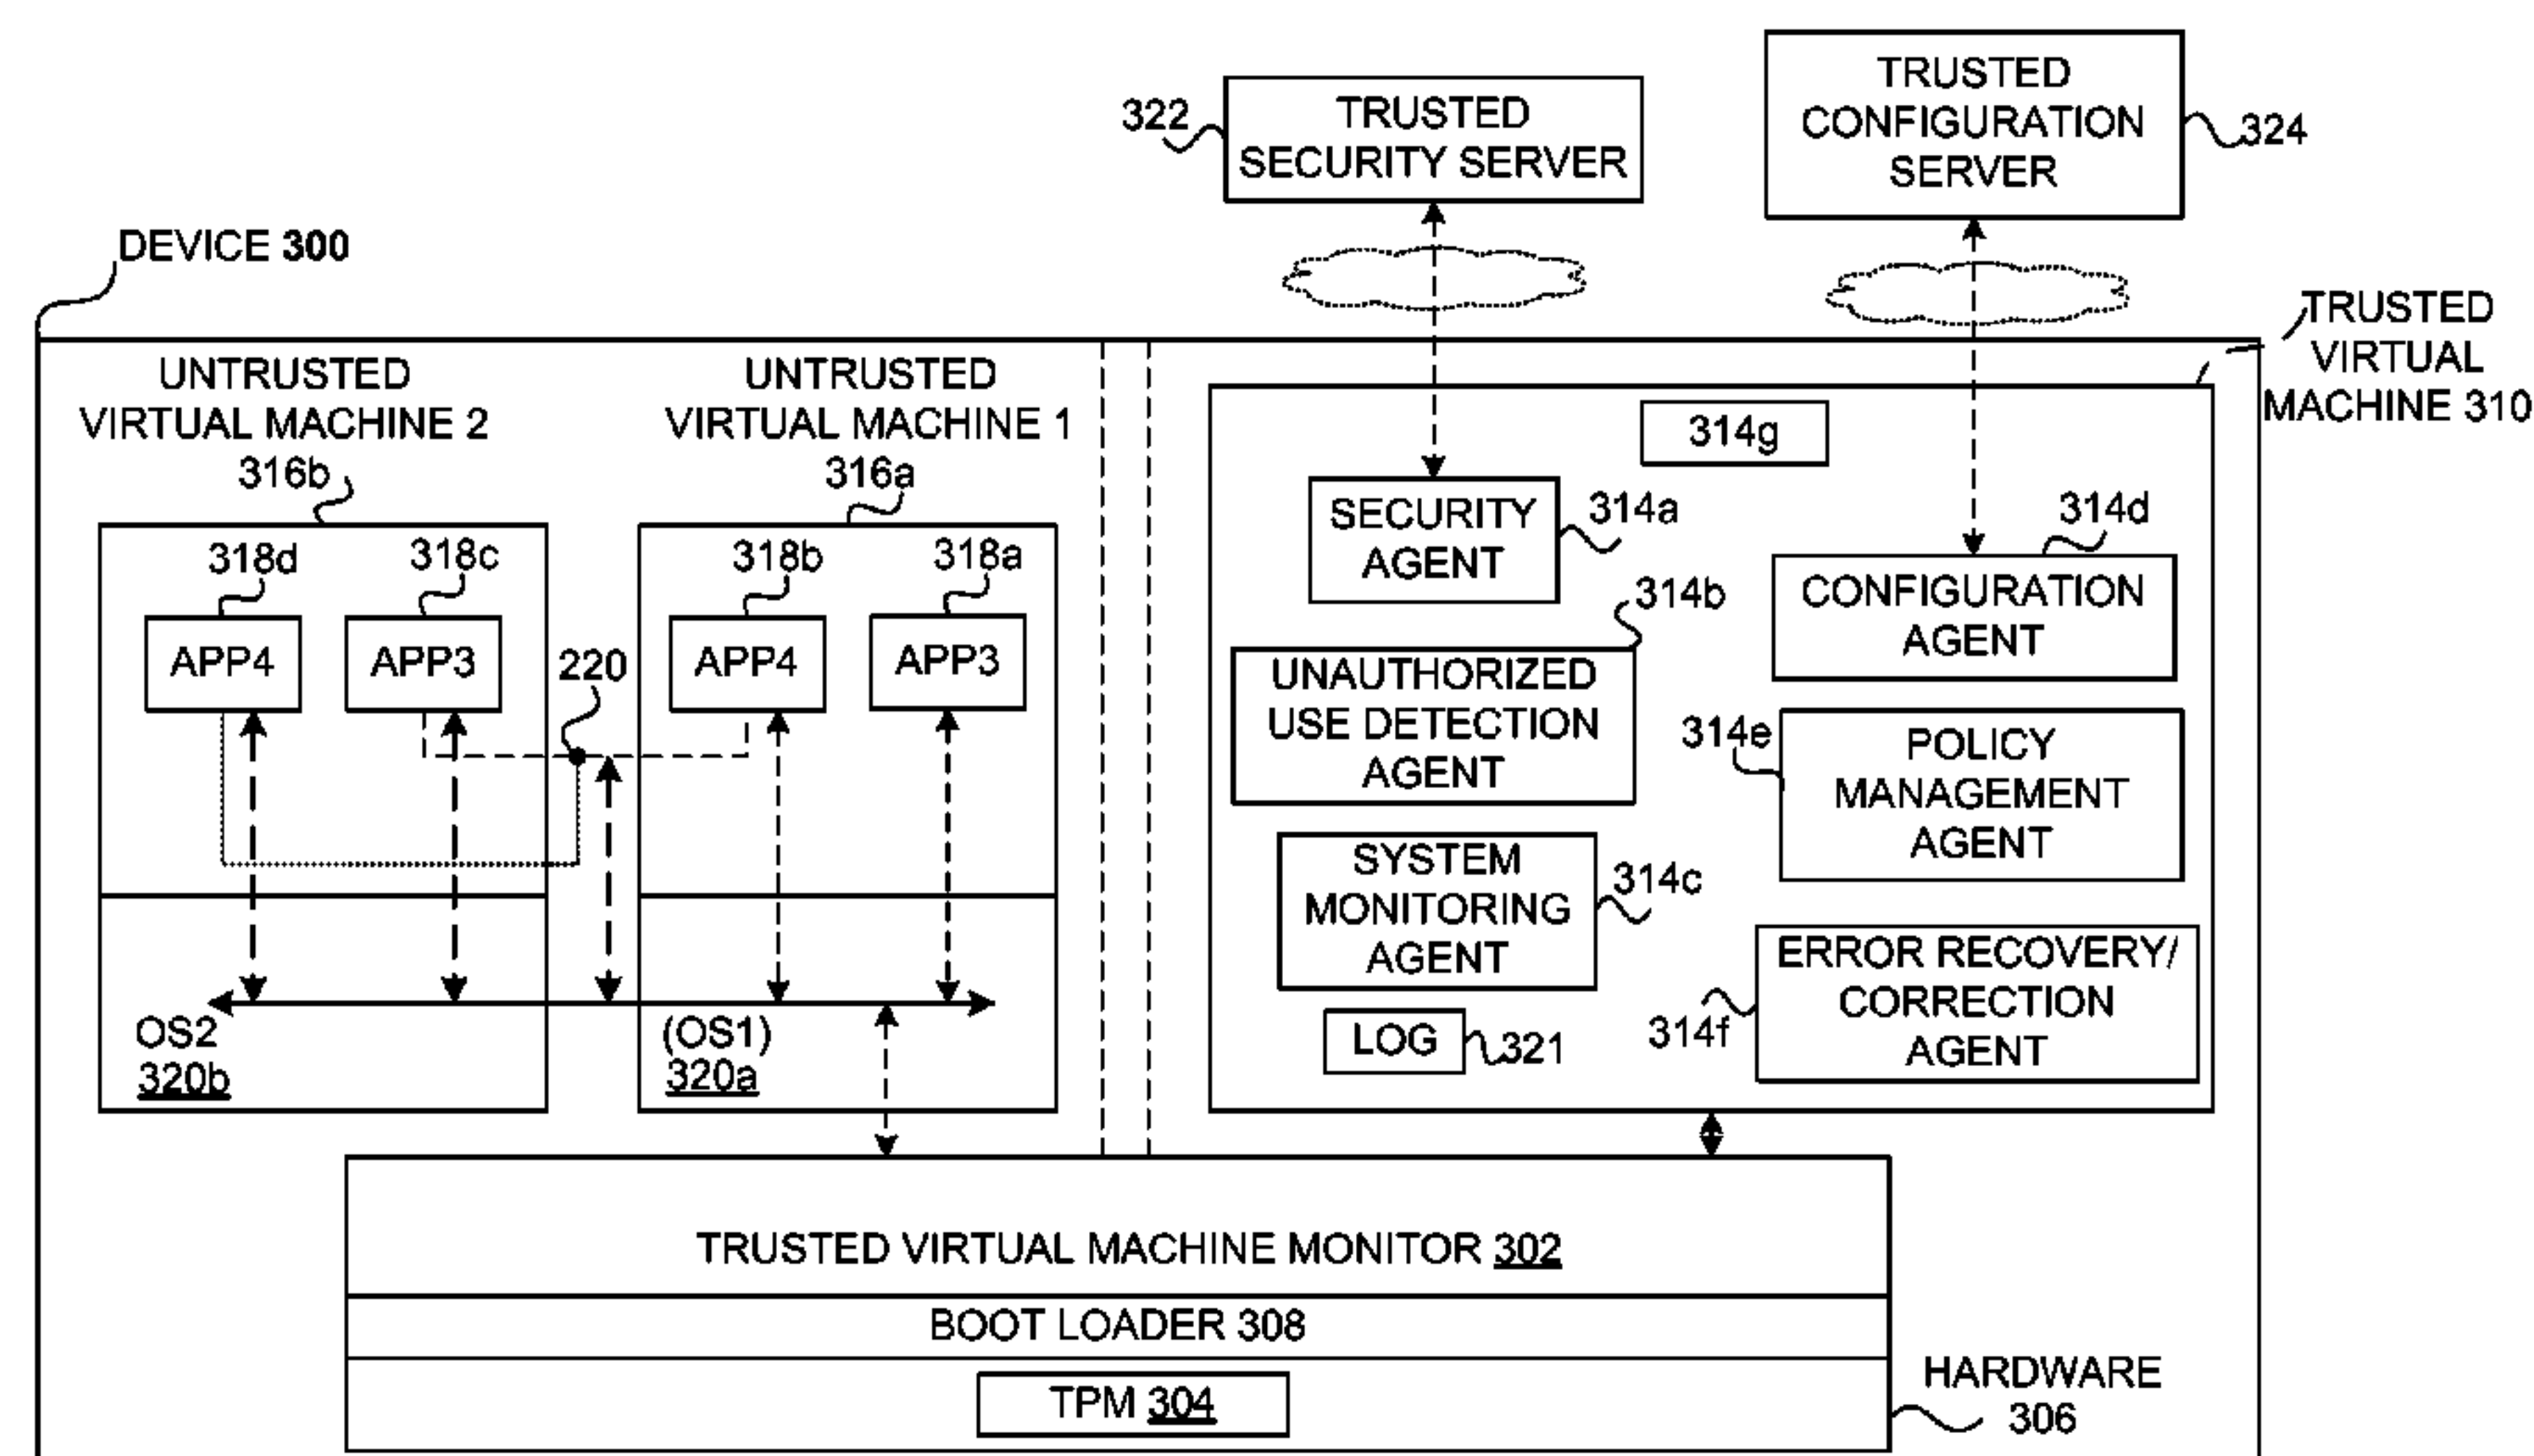 TRUSTED
SECURITY SERVER
322
TRUSTED
CONFIGURATION
SERVER
324
DEVICE 300
TRUSTED
VIRTUAL
MACHINE 310
UNTRUSTED
VIRTUAL MACHINE 2
316b
UNTRUSTED
VIRTUAL MACHINE 1
316a
318d
318c
318b
318a
APP4
APP3
220
APP4
APP3
OS2
320b
(OS1)
320a
314g
SECURITY
AGENT
314a
314d
CONFIGURATION
AGENT
314b
UNAUTHORIZED
USE DETECTION
AGENT
314e
POLICY
MANAGEMENT
AGENT
SYSTEM
MONITORING
AGENT
314c
ERROR RECOVERY/
CORRECTION
AGENT
314f
LOG
321
TRUSTED VIRTUAL MACHINE MONITOR 302
BOOT LOADER 308
TPM 304
HARDWARE
306